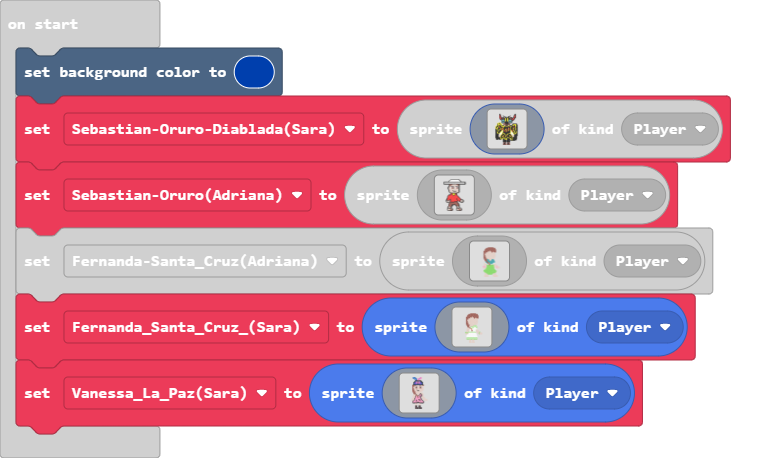 on start
set background color to
set Sebastian-Oruro-Diablada(Sara) to sprite of kind Player
set Sebastian-Oruro(Adriana) to sprite of kind Player
set Fernanda-Santa_Cruz(Adriana) to sprite of kind Player
set Fernanda_Santa_Cruz_(Sara) to sprite of kind Player
set Vanessa_La_Paz(Sara) to sprite of kind Player